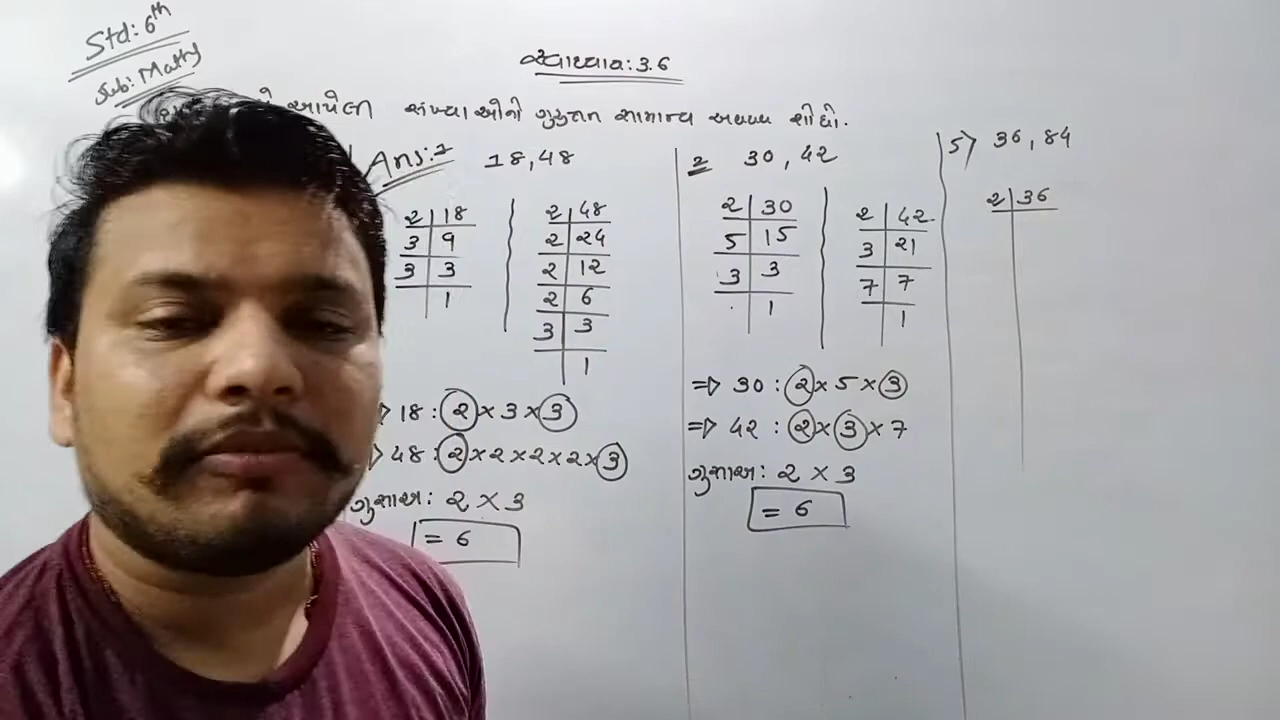 Std: 6th
Sub: Maths
સ્વાધ્યાય: 3.6
આપેલી સંખ્યાઓનો ગુરુત્તમ સામાન્ય અવયવ શોધો.
Ans: 1 18, 48
2 | 18
3 | 9
3 | 3
1
2 | 48
2 | 24
2 | 12
2 | 6
3 | 3
1
⇒ 18 : 2 × 3 × 3
⇒ 48 : 2 × 2 × 2 × 2 × 3
ગુસાઅ: 2 × 3
= 6
2 30, 42
2 | 30
5 | 15
3 | 3
1
2 | 42
3 | 21
7 | 7
1
⇒ 30 : 2 × 5 × 3
⇒ 42 : 2 × 3 × 7
ગુસાઅ: 2 × 3
= 6
5) 36, 84
2 | 36